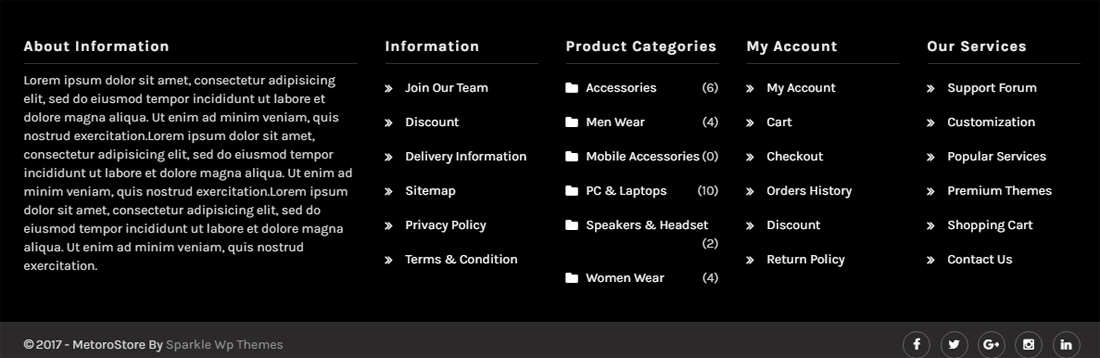 About Information
Lorem ipsum dolor sit amet, consectetur adipisicing
elit, sed do eiusmod tempor incididunt ut labore et
dolore magna aliqua. Ut enim ad minim veniam, quis
nostrud exercitation.Lorem ipsum dolor sit amet,
consectetur adipisicing elit, sed do eiusmod tempor
incididunt ut labore et dolore magna aliqua. Ut enim ad
minim veniam, quis nostrud exercitation.Lorem ipsum
dolor sit amet, consectetur adipisicing elit, sed do
eiusmod tempor incididunt ut labore et dolore magna
aliqua. Ut enim ad minim veniam, quis nostrud
exercitation.
Information
Join Our Team
Discount
Delivery Information
Sitemap
Privacy Policy
Terms & Condition
Product Categories
Accessories (6)
Men Wear (4)
Mobile Accessories (0)
PC & Laptops (10)
Speakers & Headset
(2)
Women Wear (4)
My Account
My Account
Cart
Checkout
Orders History
Discount
Return Policy
Our Services
Support Forum
Customization
Popular Services
Premium Themes
Shopping Cart
Contact Us
© 2017 - MetoroStore By Sparkle Wp Themes